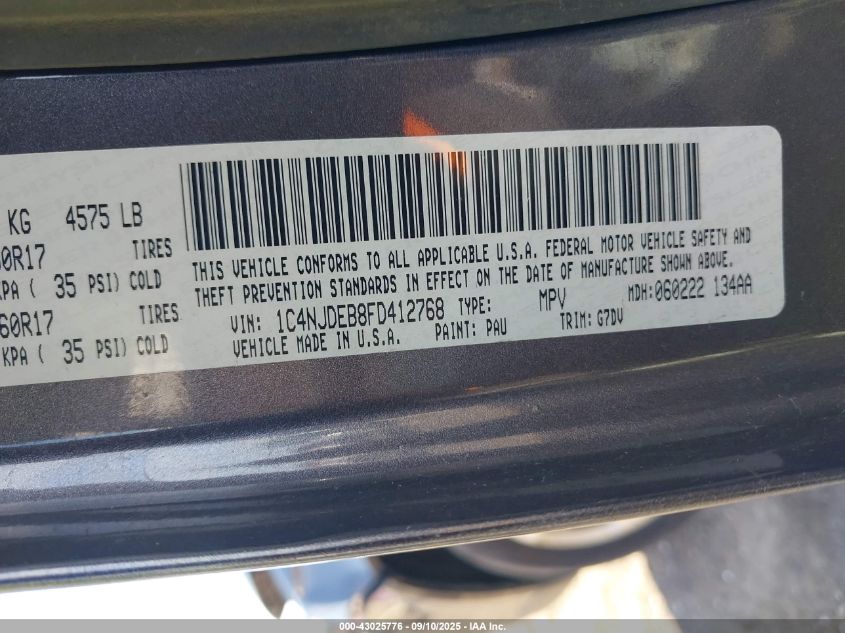 KG 4575 LB
60R17 TIRES
KPA ( 35 PSI) COLD
60R17 TIRES
KPA ( 35 PSI) COLD
THIS VEHICLE CONFORMS TO ALL APPLICABLE U.S.A. FEDERAL MOTOR VEHICLE SAFETY AND
THEFT PREVENTION STANDARDS IN EFFECT ON THE DATE OF MANUFACTURE SHOWN ABOVE.
VIN: 1C4NJDEB8FD412768 TYPE: MPV MDH:060222 134AA
VEHICLE MADE IN U.S.A. PAINT: PAU TRIM: G7DV
000-43025776 - 09/10/2025 - IAA Inc.